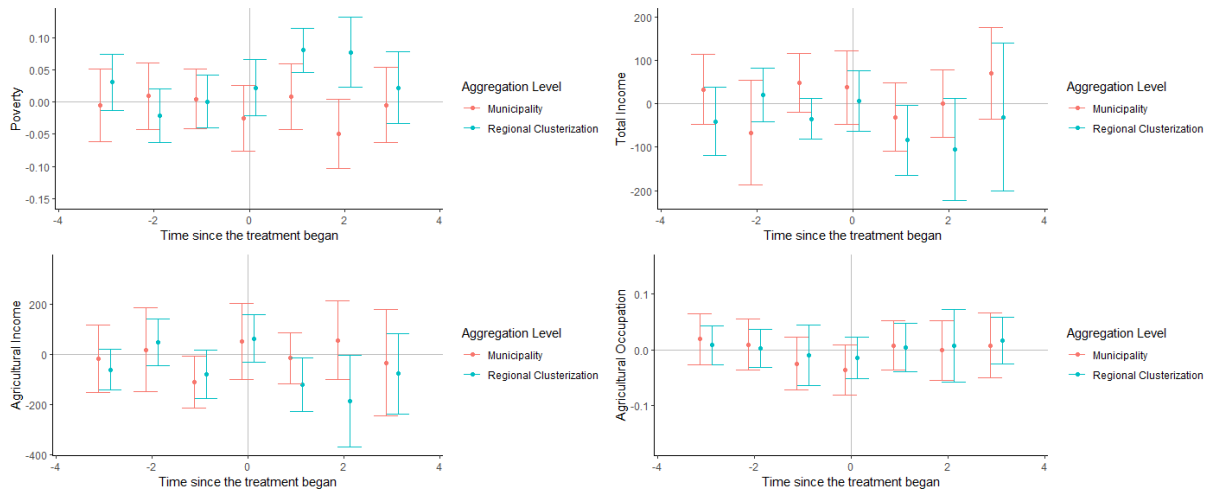 Poverty
0.10
0.05
0.00
-0.05
-0.10
-0.15
-4
-2
0
2
4
Time since the treatment began
Aggregation Level
Municipality
Regional Clusterization
Total Income
200
100
0
-100
-200
-4
-2
0
2
4
Time since the treatment began
Aggregation Level
Municipality
Regional Clusterization
Agricultural Income
200
0
-200
-400
-4
-2
0
2
4
Time since the treatment began
Aggregation Level
Municipality
Regional Clusterization
Agricultural Occupation
0.1
0.0
-0.1
-4
-2
0
2
4
Time since the treatment began
Aggregation Level
Municipality
Regional Clusterization